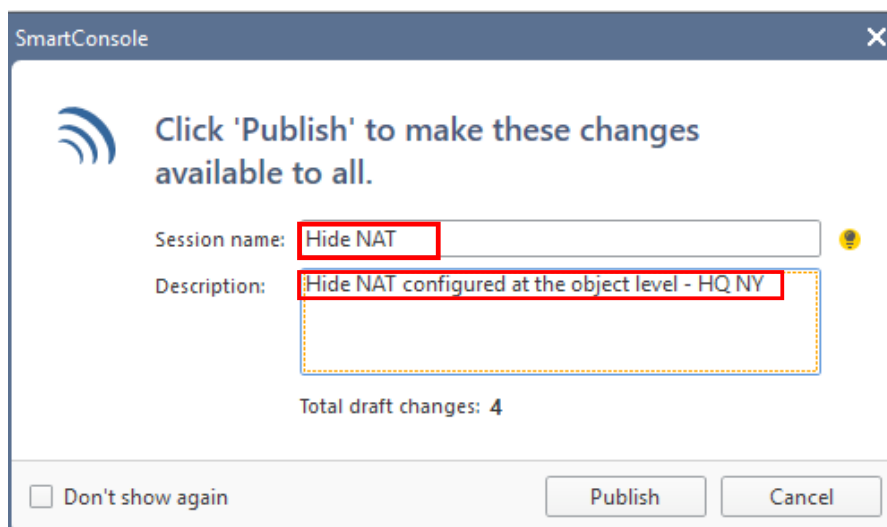 SmartConsole
Click 'Publish' to make these changes
available to all.
Session name: Hide NAT
Description: Hide NAT configured at the object level - HQ NY
Total draft changes: 4
Don't show again
Publish
Cancel